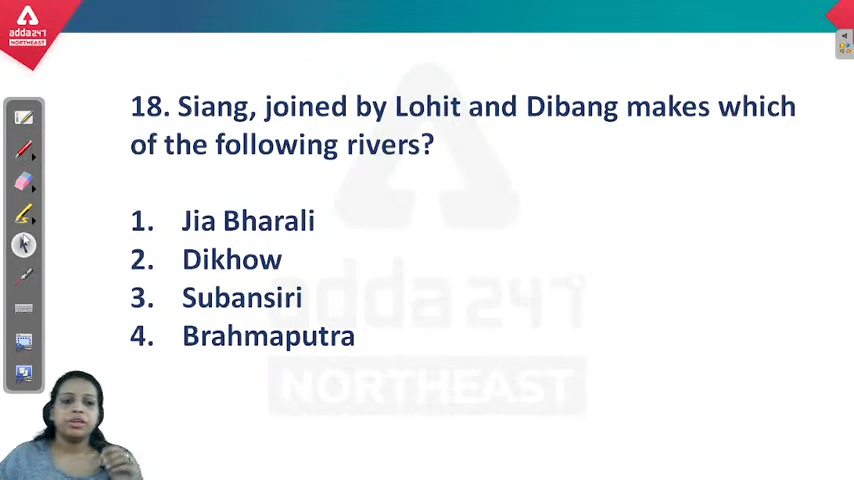 adda247
NORTHEAST
18. Siang, joined by Lohit and Dibang makes which
of the following rivers?
1. Jia Bharali
2. Dikhow
3. Subansiri
4. Brahmaputra
adda247
NORTHEAST